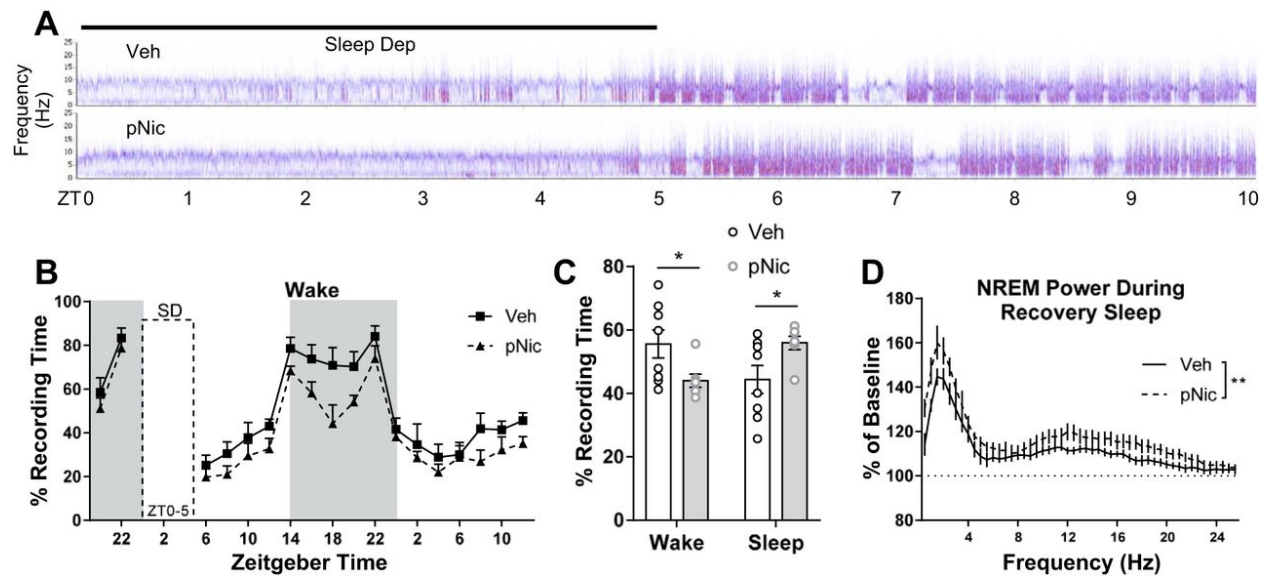 A
Sleep Dep
Veh
25
20
15
10
5
0
pNic
25
20
15
10
5
0
Frequency
(Hz)
ZT0 1 2 3 4 5 6 7 8 9 10
B
Wake
SD
Veh
pNic
ZT0-5
% Recording Time
100
80
60
40
20
0
22 2 6 10 14 18 22 2 6 10
Zeitgeber Time
C
Veh
pNic
*
*
% Recording Time
80
60
40
20
0
Wake Sleep
D
NREM Power During
Recovery Sleep
Veh
pNic
**
% of Baseline
180
160
140
120
100
80
4 8 12 16 20 24
Frequency (Hz)